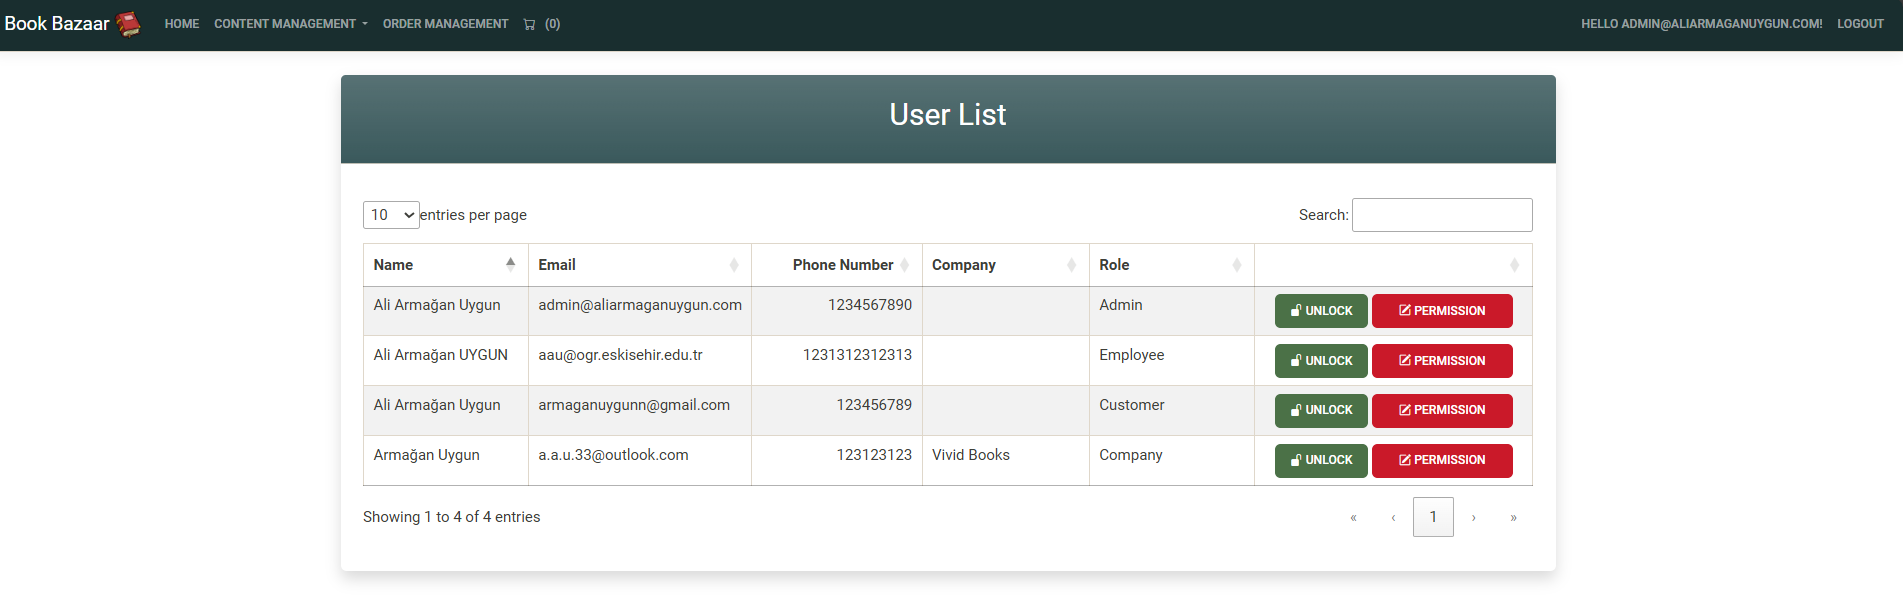 Book Bazaar HOME CONTENT MANAGEMENT ORDER MANAGEMENT (0) HELLO ADMIN@ALIARMAGANUYGUN.COM! LOGOUT
User List
10 entries per page Search:
Name Email Phone Number Company Role
Ali Armağan Uygun admin@aliarmaganuygun.com 1234567890 Admin UNLOCK PERMISSION
Ali Armağan UYGUN aau@ogr.eskisehir.edu.tr 1231312312313 Employee UNLOCK PERMISSION
Ali Armağan Uygun armaganuygunn@gmail.com 123456789 Customer UNLOCK PERMISSION
Armağan Uygun a.a.u.33@outlook.com 123123123 Vivid Books Company UNLOCK PERMISSION
Showing 1 to 4 of 4 entries « ‹ 1 › »